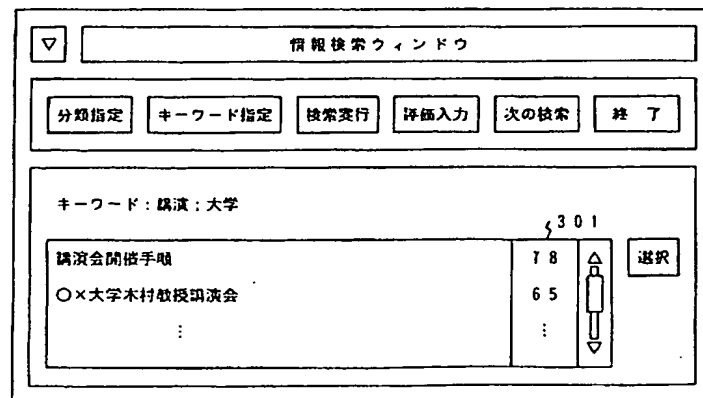 ▽ 情報検索ウィンドウ
分類指定 キーワード指定 検索実行 評価入力 次の検索 終了
キーワード：講演；大学
301
講演会開催手順 78 選択
○×大学木村教授講演会 65
⋮ ⋮